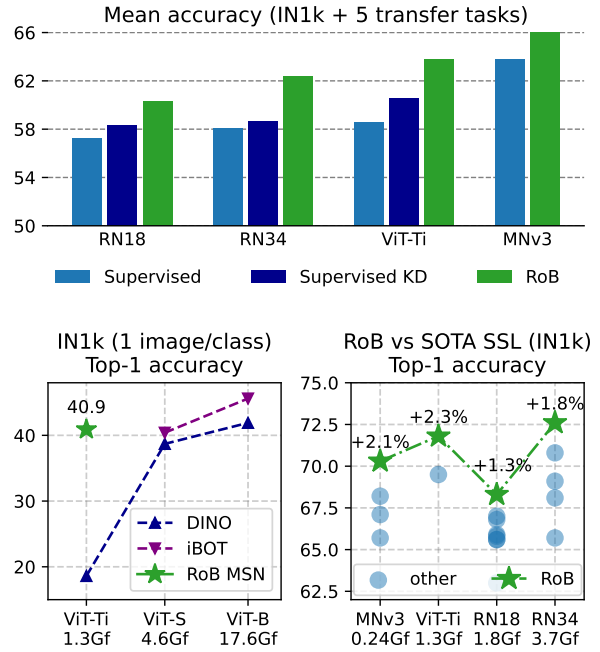 Mean accuracy (IN1k + 5 transfer tasks)
66
62
58
54
50
RN18 RN34 ViT-Ti MNv3
Supervised Supervised KD RoB
IN1k (1 image/class)
Top-1 accuracy
40.9
40
30
20
DINO
iBOT
RoB MSN
ViT-Ti ViT-S ViT-B
1.3Gf 4.6Gf 17.6Gf
RoB vs SOTA SSL (IN1k)
Top-1 accuracy
75.0
72.5
70.0
67.5
65.0
62.5
+2.1%
+2.3%
+1.3%
+1.8%
other RoB
MNv3 ViT-Ti RN18 RN34
0.24Gf 1.3Gf 1.8Gf 3.7Gf